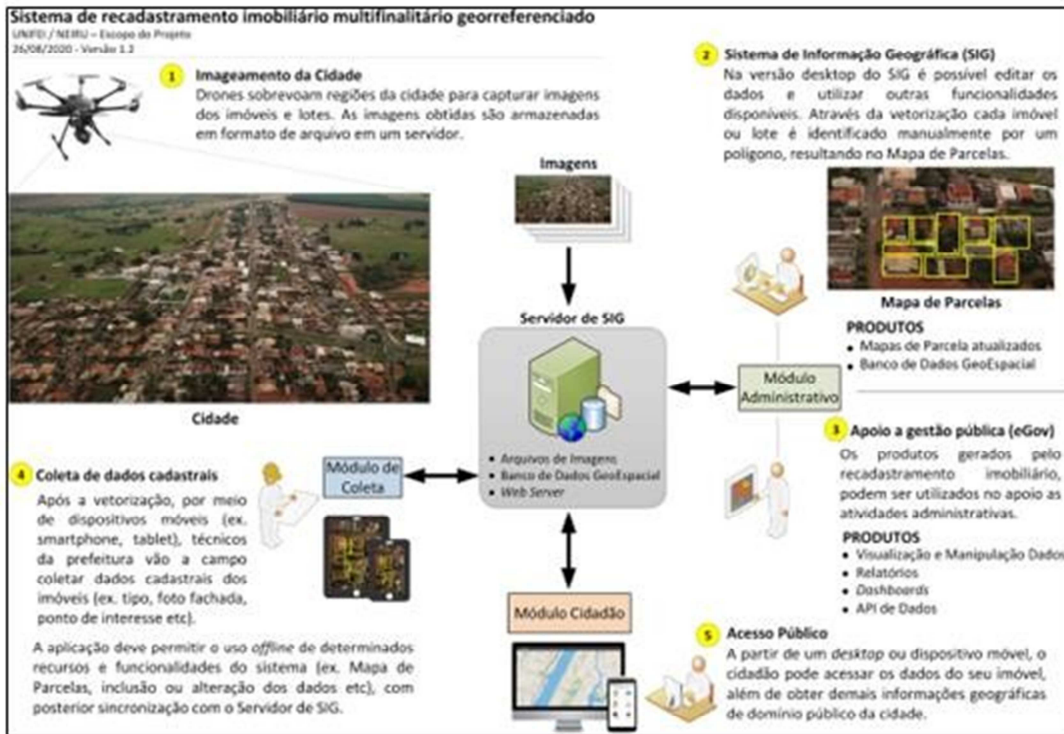 Sistema de recadastramento imobiliário multifinalitário georreferenciado
UNIFEI / NEIRU – Escopo do Projeto
26/08/2020 - Versão 1.2
1 Imageamento da Cidade
Drones sobrevoam regiões da cidade para capturar imagens
dos imóveis e lotes. As imagens obtidas são armazenadas
em formato de arquivo em um servidor.
Cidade
Imagens
2 Sistema de Informação Geográfica (SIG)
Na versão desktop do SIG é possível editar os
dados e utilizar outras funcionalidades
disponíveis. Através da vetorização cada imóvel
ou lote é identificado manualmente por um
polígono, resultando no Mapa de Parcelas.
Mapa de Parcelas
PRODUTOS
• Mapas de Parcela atualizados
• Banco de Dados GeoEspacial
Servidor de SIG
• Arquivos de Imagens
• Banco de Dados GeoEspacial
• Web Server
Módulo
Administrativo
3 Apoio a gestão pública (eGov)
Os produtos gerados pelo
recadastramento imobiliário,
podem ser utilizados no apoio as
atividades administrativas.
PRODUTOS
• Visualização e Manipulação Dados
• Relatórios
• Dashboards
• API de Dados
4 Coleta de dados cadastrais
Após a vetorização, por meio
de dispositivos móveis (ex.
smartphone, tablet), técnicos
da prefeitura vão a campo
coletar dados cadastrais dos
imóveis (ex. tipo, foto fachada,
ponto de interesse etc).
A aplicação deve permitir o uso offline de determinados
recursos e funcionalidades do sistema (ex. Mapa de
Parcelas, inclusão ou alteração dos dados etc), com
posterior sincronização com o Servidor de SIG.
Módulo de
Coleta
Módulo Cidadão
5 Acesso Público
A partir de um desktop ou dispositivo móvel, o
cidadão pode acessar os dados do seu imóvel,
além de obter demais informações geográficas
de domínio público da cidade.